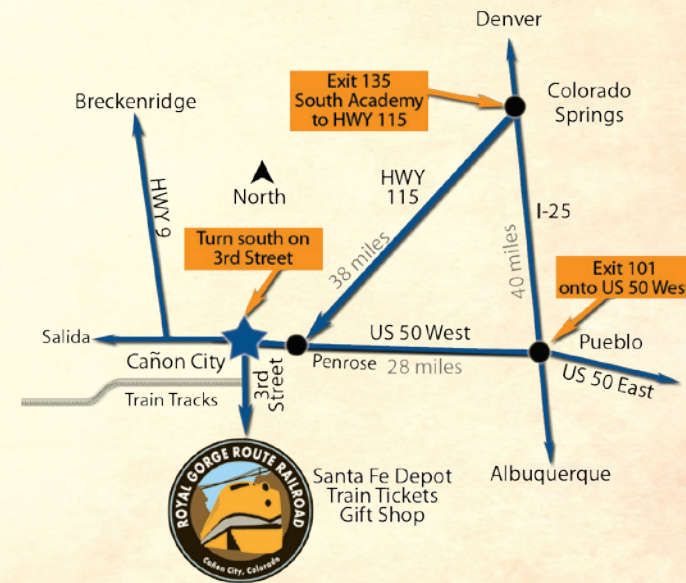 Denver
Exit 135
South Academy
to HWY 115
Colorado
Springs
Breckenridge
HWY 9
North
HWY
115
I-25
Turn south on
3rd Street
38 miles
40 miles
Exit 101
onto US 50 West
Salida
Cañon City
US 50 West
Penrose
28 miles
Pueblo
US 50 East
Train Tracks
3rd
Street
Albuquerque
ROYAL GORGE ROUTE RAILROAD
Cañon City, Colorado
Santa Fe Depot
Train Tickets
Gift Shop